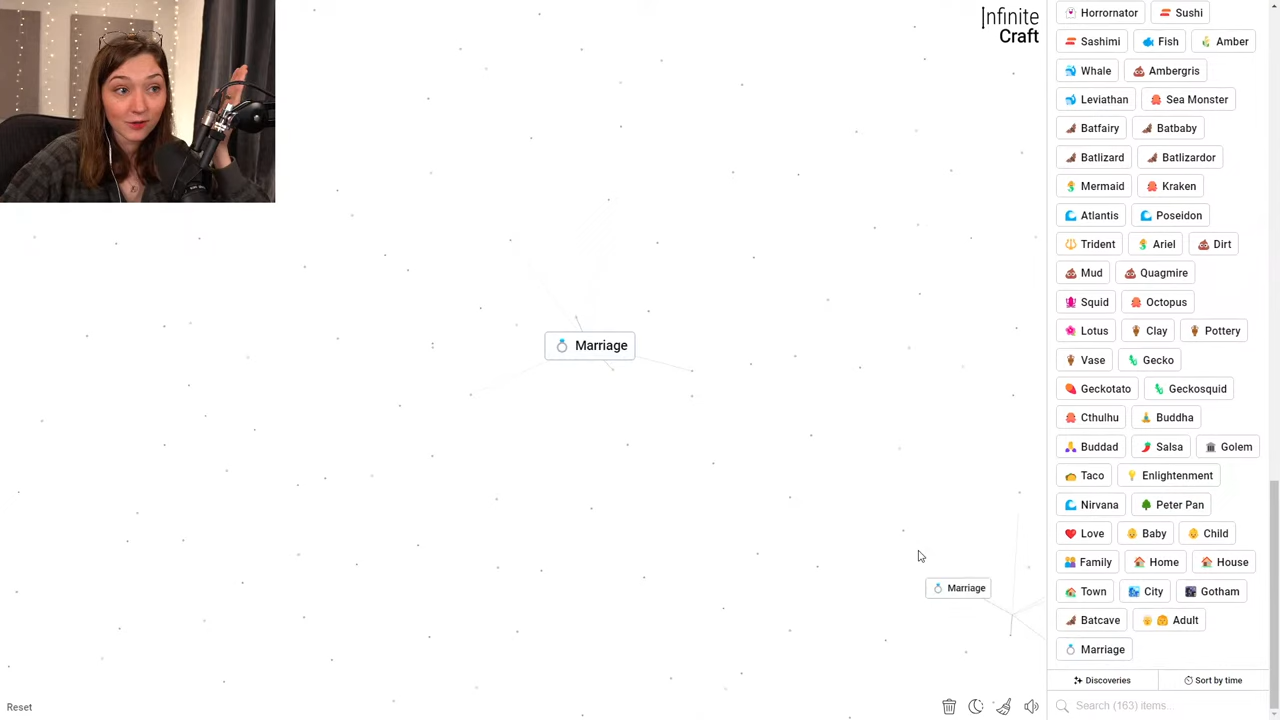 Infinite
Craft
Horrornator Sushi
Sashimi Fish Amber
Whale Ambergris
Leviathan Sea Monster
Batfairy Batbaby
Batlizard Batlizardor
Mermaid Kraken
Atlantis Poseidon
Trident Ariel Dirt
Mud Quagmire
Squid Octopus
Lotus Clay Pottery
Marriage
Vase Gecko
Geckotato Geckosquid
Cthulhu Buddha
Buddad Salsa Golem
Taco Enlightenment
Nirvana Peter Pan
Love Baby Child
Family Home House
Marriage
Town City Gotham
Batcave Adult
Marriage
Discoveries Sort by time
Reset
Search (163) items...